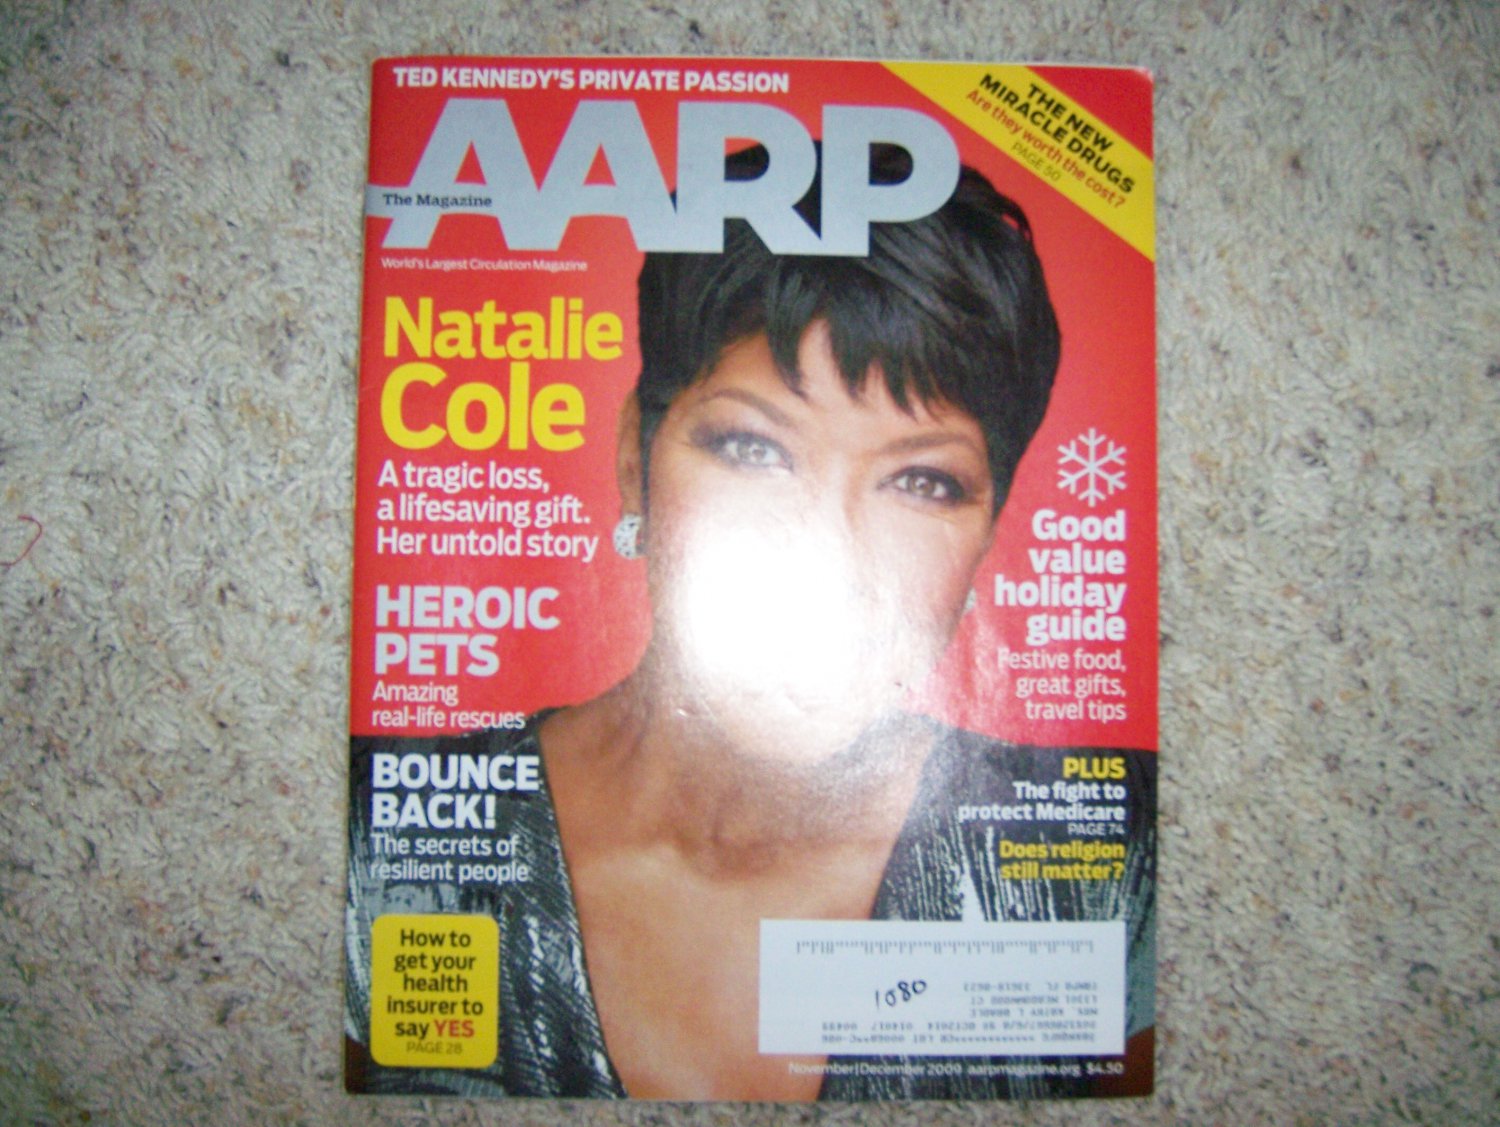 TED KENNEDY'S PRIVATE PASSION
THE NEW
MIRACLE DRUGS
Are they worth the cost?
PAGE 50
AARP
The Magazine
World's Largest Circulation Magazine
Natalie
Cole
A tragic loss,
a lifesaving gift.
Her untold story
HEROIC
PETS
Amazing
real-life rescues
BOUNCE
BACK!
The secrets of
resilient people
How to
get your
health
insurer to
say YES
PAGE 28
Good
value
holiday
guide
Festive food,
great gifts,
travel tips
PLUS
The fight to
protect Medicare
PAGE 74
Does religion
still matter?
1080
November|December 2009 aarpmagazine.org $4.50